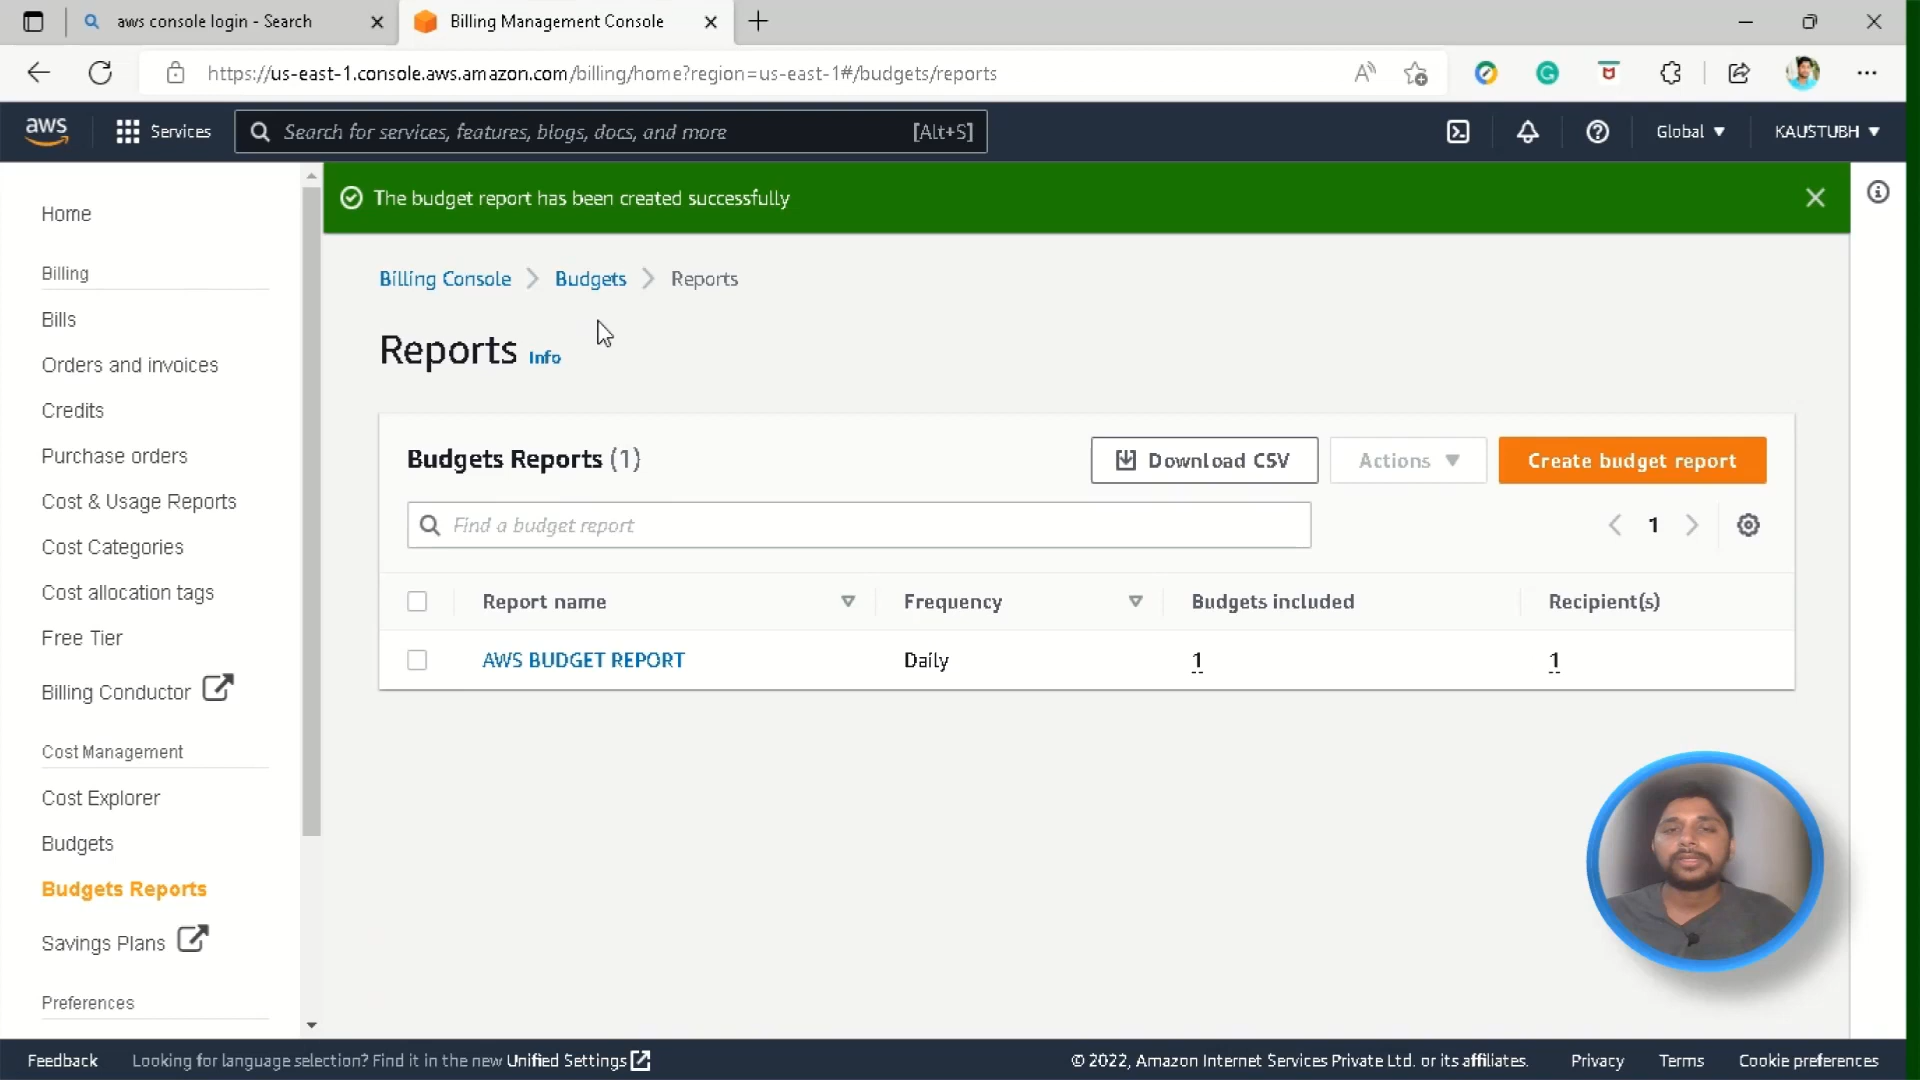 aws console login - Search
Billing Management Console
https://us-east-1.console.aws.amazon.com/billing/home?region=us-east-1#/budgets/reports
aws
Services
Search for services, features, blogs, docs, and more
[Alt+S]
Global
KAUSTUBH
The budget report has been created successfully
Home
Billing
Bills
Orders and invoices
Credits
Purchase orders
Cost & Usage Reports
Cost Categories
Cost allocation tags
Free Tier
Billing Conductor
Cost Management
Cost Explorer
Budgets
Budgets Reports
Savings Plans
Preferences
Billing Console
Budgets
Reports
Reports Info
Budgets Reports (1)
Download CSV
Actions
Create budget report
Find a budget report
1
Report name
Frequency
Budgets included
Recipient(s)
AWS BUDGET REPORT
Daily
1
1
Feedback
Looking for language selection? Find it in the new Unified Settings
© 2022, Amazon Internet Services Private Ltd. or its affiliates.
Privacy
Terms
Cookie preferences